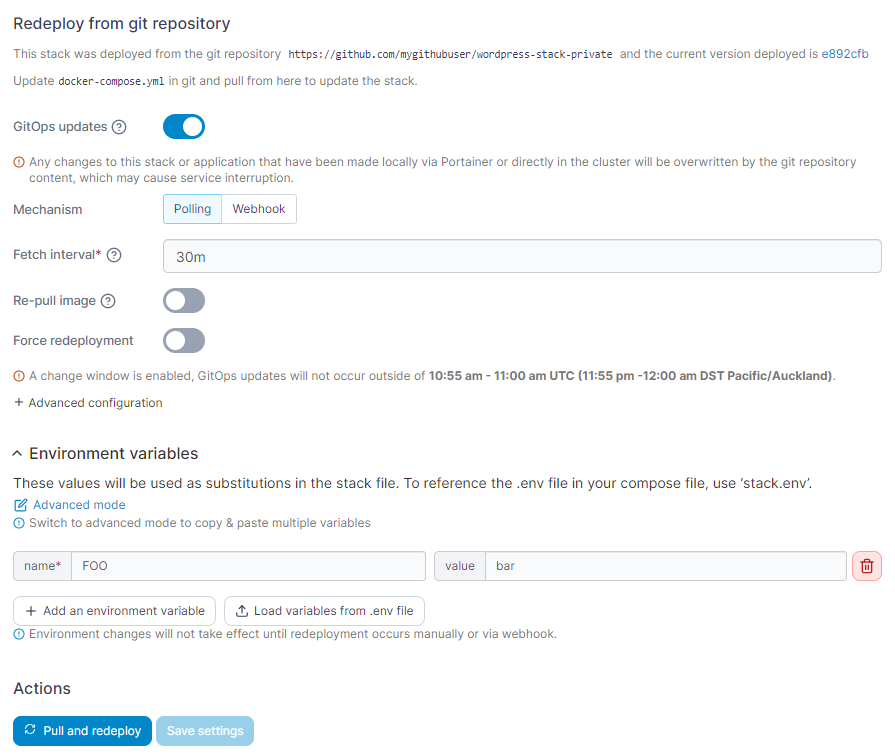 Redeploy from git repository
This stack was deployed from the git repository https://github.com/mygithubuser/wordpress-stack-private and the current version deployed is e892cfb
Update docker-compose.yml in git and pull from here to update the stack.
GitOps updates
Any changes to this stack or application that have been made locally via Portainer or directly in the cluster will be overwritten by the git repository
content, which may cause service interruption.
Mechanism Polling Webhook
Fetch interval* 30m
Re-pull image
Force redeployment
A change window is enabled, GitOps updates will not occur outside of 10:55 am - 11:00 am UTC (11:55 pm -12:00 am DST Pacific/Auckland).
+ Advanced configuration
Environment variables
These values will be used as substitutions in the stack file. To reference the .env file in your compose file, use ‘stack.env’.
Advanced mode
Switch to advanced mode to copy & paste multiple variables
name* FOO value bar
+ Add an environment variable Load variables from .env file
Environment changes will not take effect until redeployment occurs manually or via webhook.
Actions
Pull and redeploy Save settings